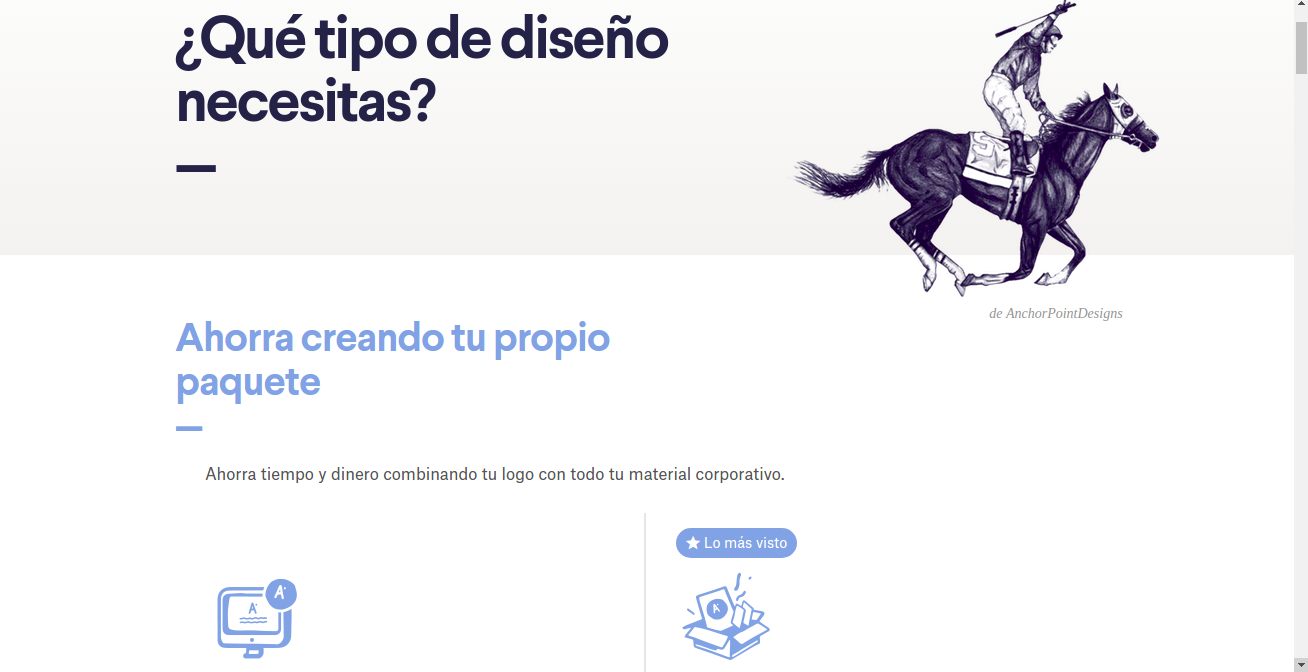 ¿Qué tipo de diseño
necesitas?
de AnchorPointDesigns
Ahorra creando tu propio
paquete
Ahorra tiempo y dinero combinando tu logo con todo tu material corporativo.
Lo más visto
A
A
A